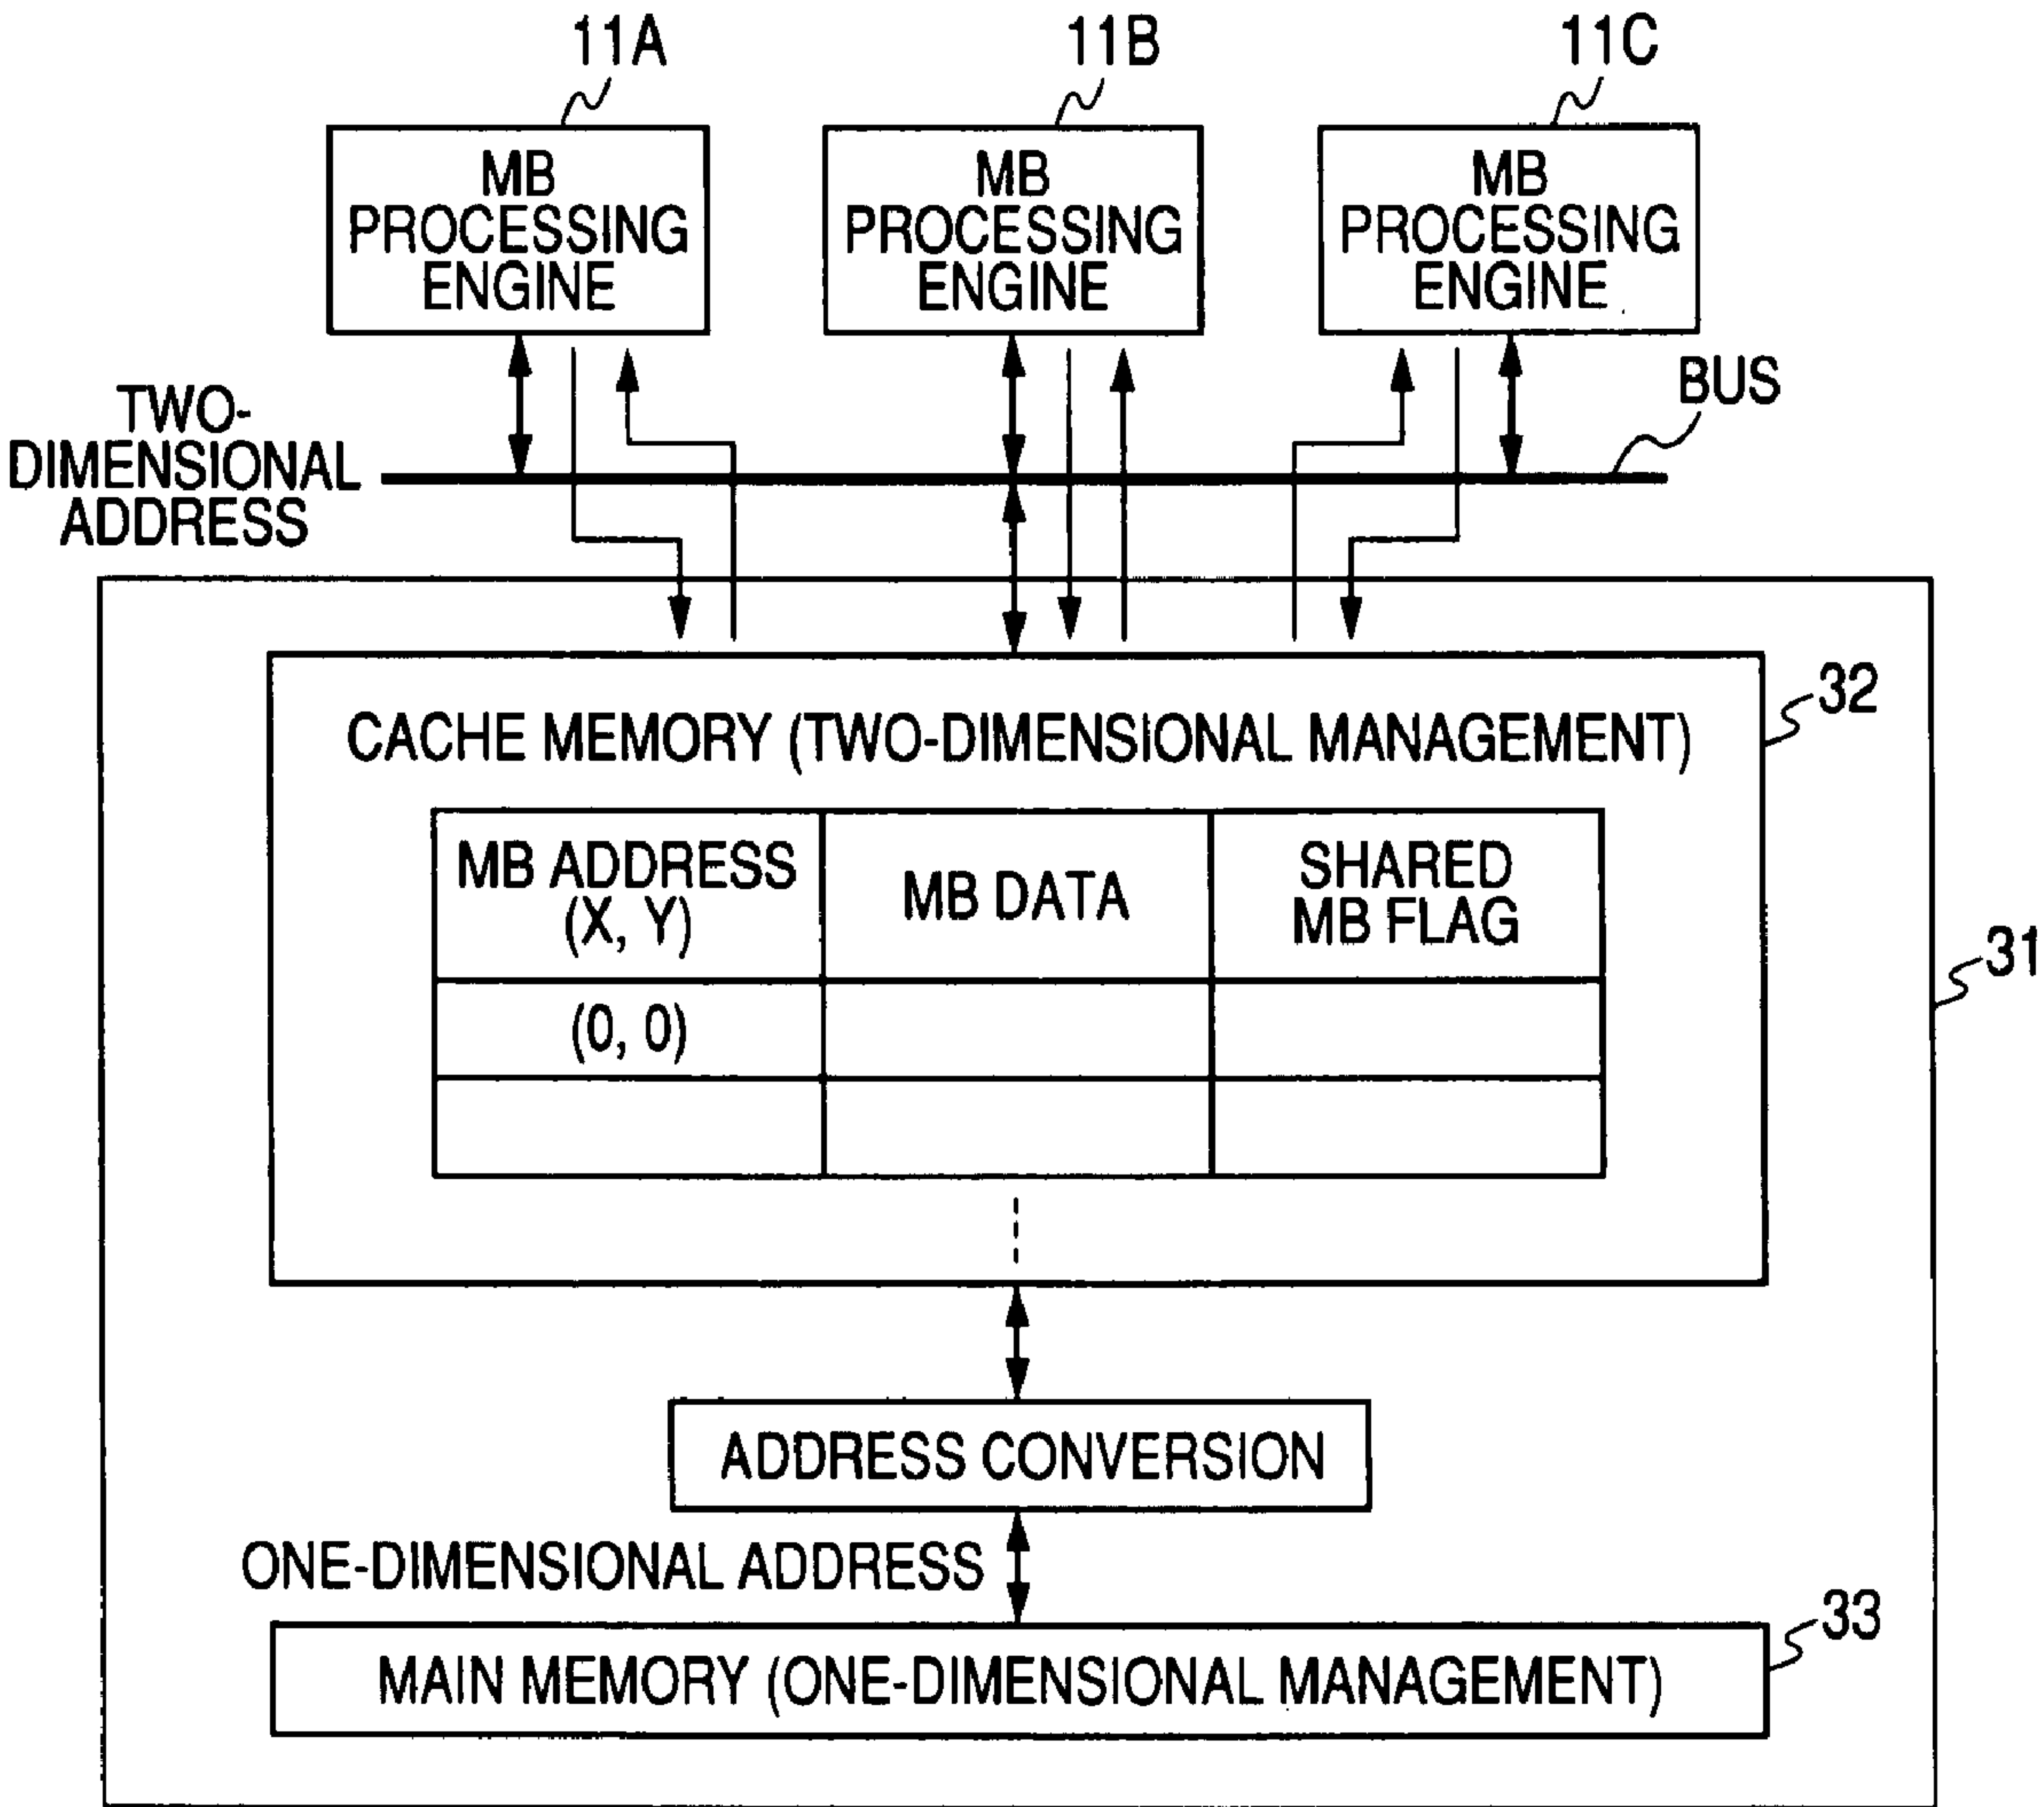 11A
11B
11C
MB
PROCESSING
ENGINE
MB
PROCESSING
ENGINE
MB
PROCESSING
ENGINE
TWO-
DIMENSIONAL
ADDRESS
BUS
32
CACHE MEMORY (TWO-DIMENSIONAL MANAGEMENT)
MB ADDRESS
(X, Y)
MB DATA
SHARED
MB FLAG
31
(0, 0)
ADDRESS CONVERSION
ONE-DIMENSIONAL ADDRESS
33
MAIN MEMORY (ONE-DIMENSIONAL MANAGEMENT)